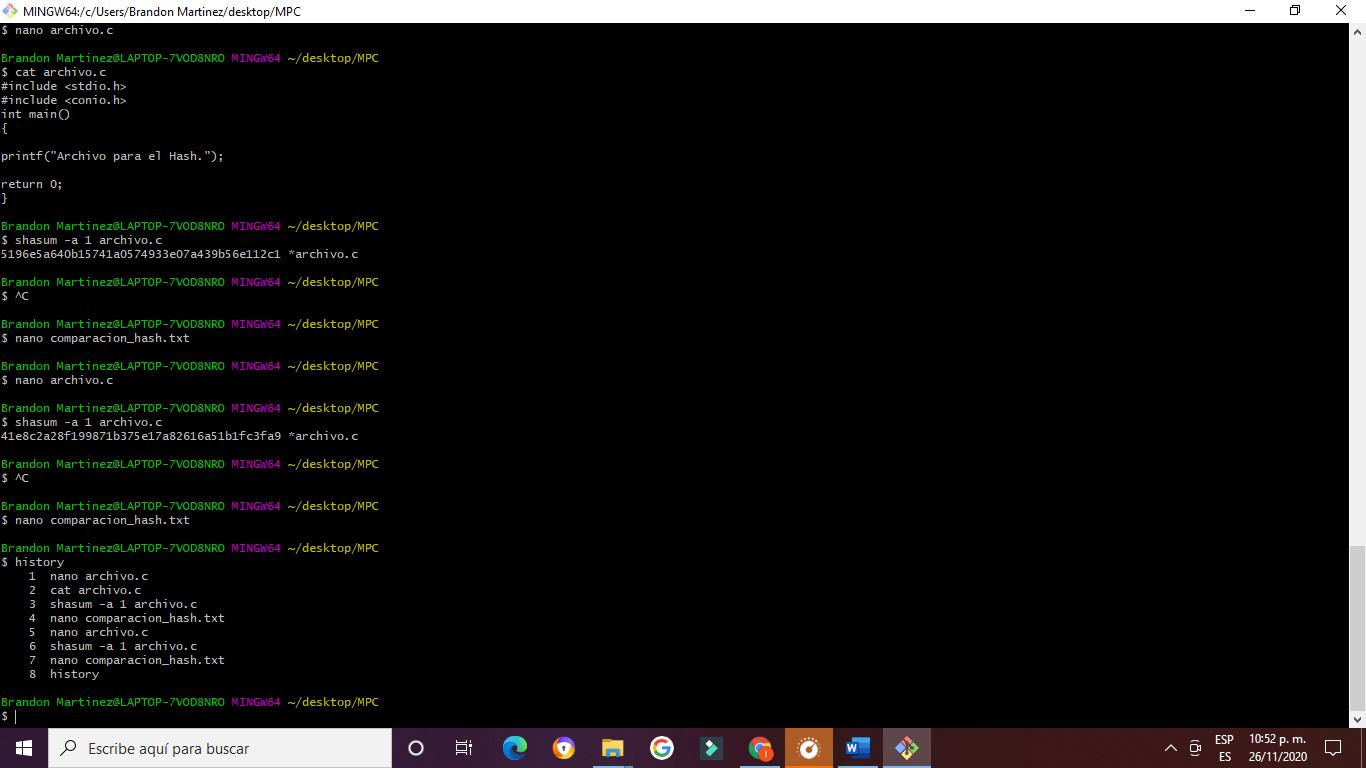 MINGW64:/c/Users/Brandon Martinez/desktop/MPC
$ nano archivo.c
Brandon Martinez@LAPTOP-7VOD8NRO MINGW64 ~/desktop/MPC
$ cat archivo.c
#include <stdio.h>
#include <conio.h>
int main()
{
printf("Archivo para el Hash.");
return 0;
}
Brandon Martinez@LAPTOP-7VOD8NRO MINGW64 ~/desktop/MPC
$ shasum -a 1 archivo.c
5196e5a640b15741a0574933e07a439b56e112c1 *archivo.c
Brandon Martinez@LAPTOP-7VOD8NRO MINGW64 ~/desktop/MPC
$ ^C
Brandon Martinez@LAPTOP-7VOD8NRO MINGW64 ~/desktop/MPC
$ nano comparacion_hash.txt
Brandon Martinez@LAPTOP-7VOD8NRO MINGW64 ~/desktop/MPC
$ nano archivo.c
Brandon Martinez@LAPTOP-7VOD8NRO MINGW64 ~/desktop/MPC
$ shasum -a 1 archivo.c
41e8c2a28f199871b375e17a82616a51b1fc3fa9 *archivo.c
Brandon Martinez@LAPTOP-7VOD8NRO MINGW64 ~/desktop/MPC
$ ^C
Brandon Martinez@LAPTOP-7VOD8NRO MINGW64 ~/desktop/MPC
$ nano comparacion_hash.txt
Brandon Martinez@LAPTOP-7VOD8NRO MINGW64 ~/desktop/MPC
$ history
1 nano archivo.c
2 cat archivo.c
3 shasum -a 1 archivo.c
4 nano comparacion_hash.txt
5 nano archivo.c
6 shasum -a 1 archivo.c
7 nano comparacion_hash.txt
8 history
Brandon Martinez@LAPTOP-7VOD8NRO MINGW64 ~/desktop/MPC
$
Escribe aquí para buscar
ESP
ES
10:52 p. m.
26/11/2020